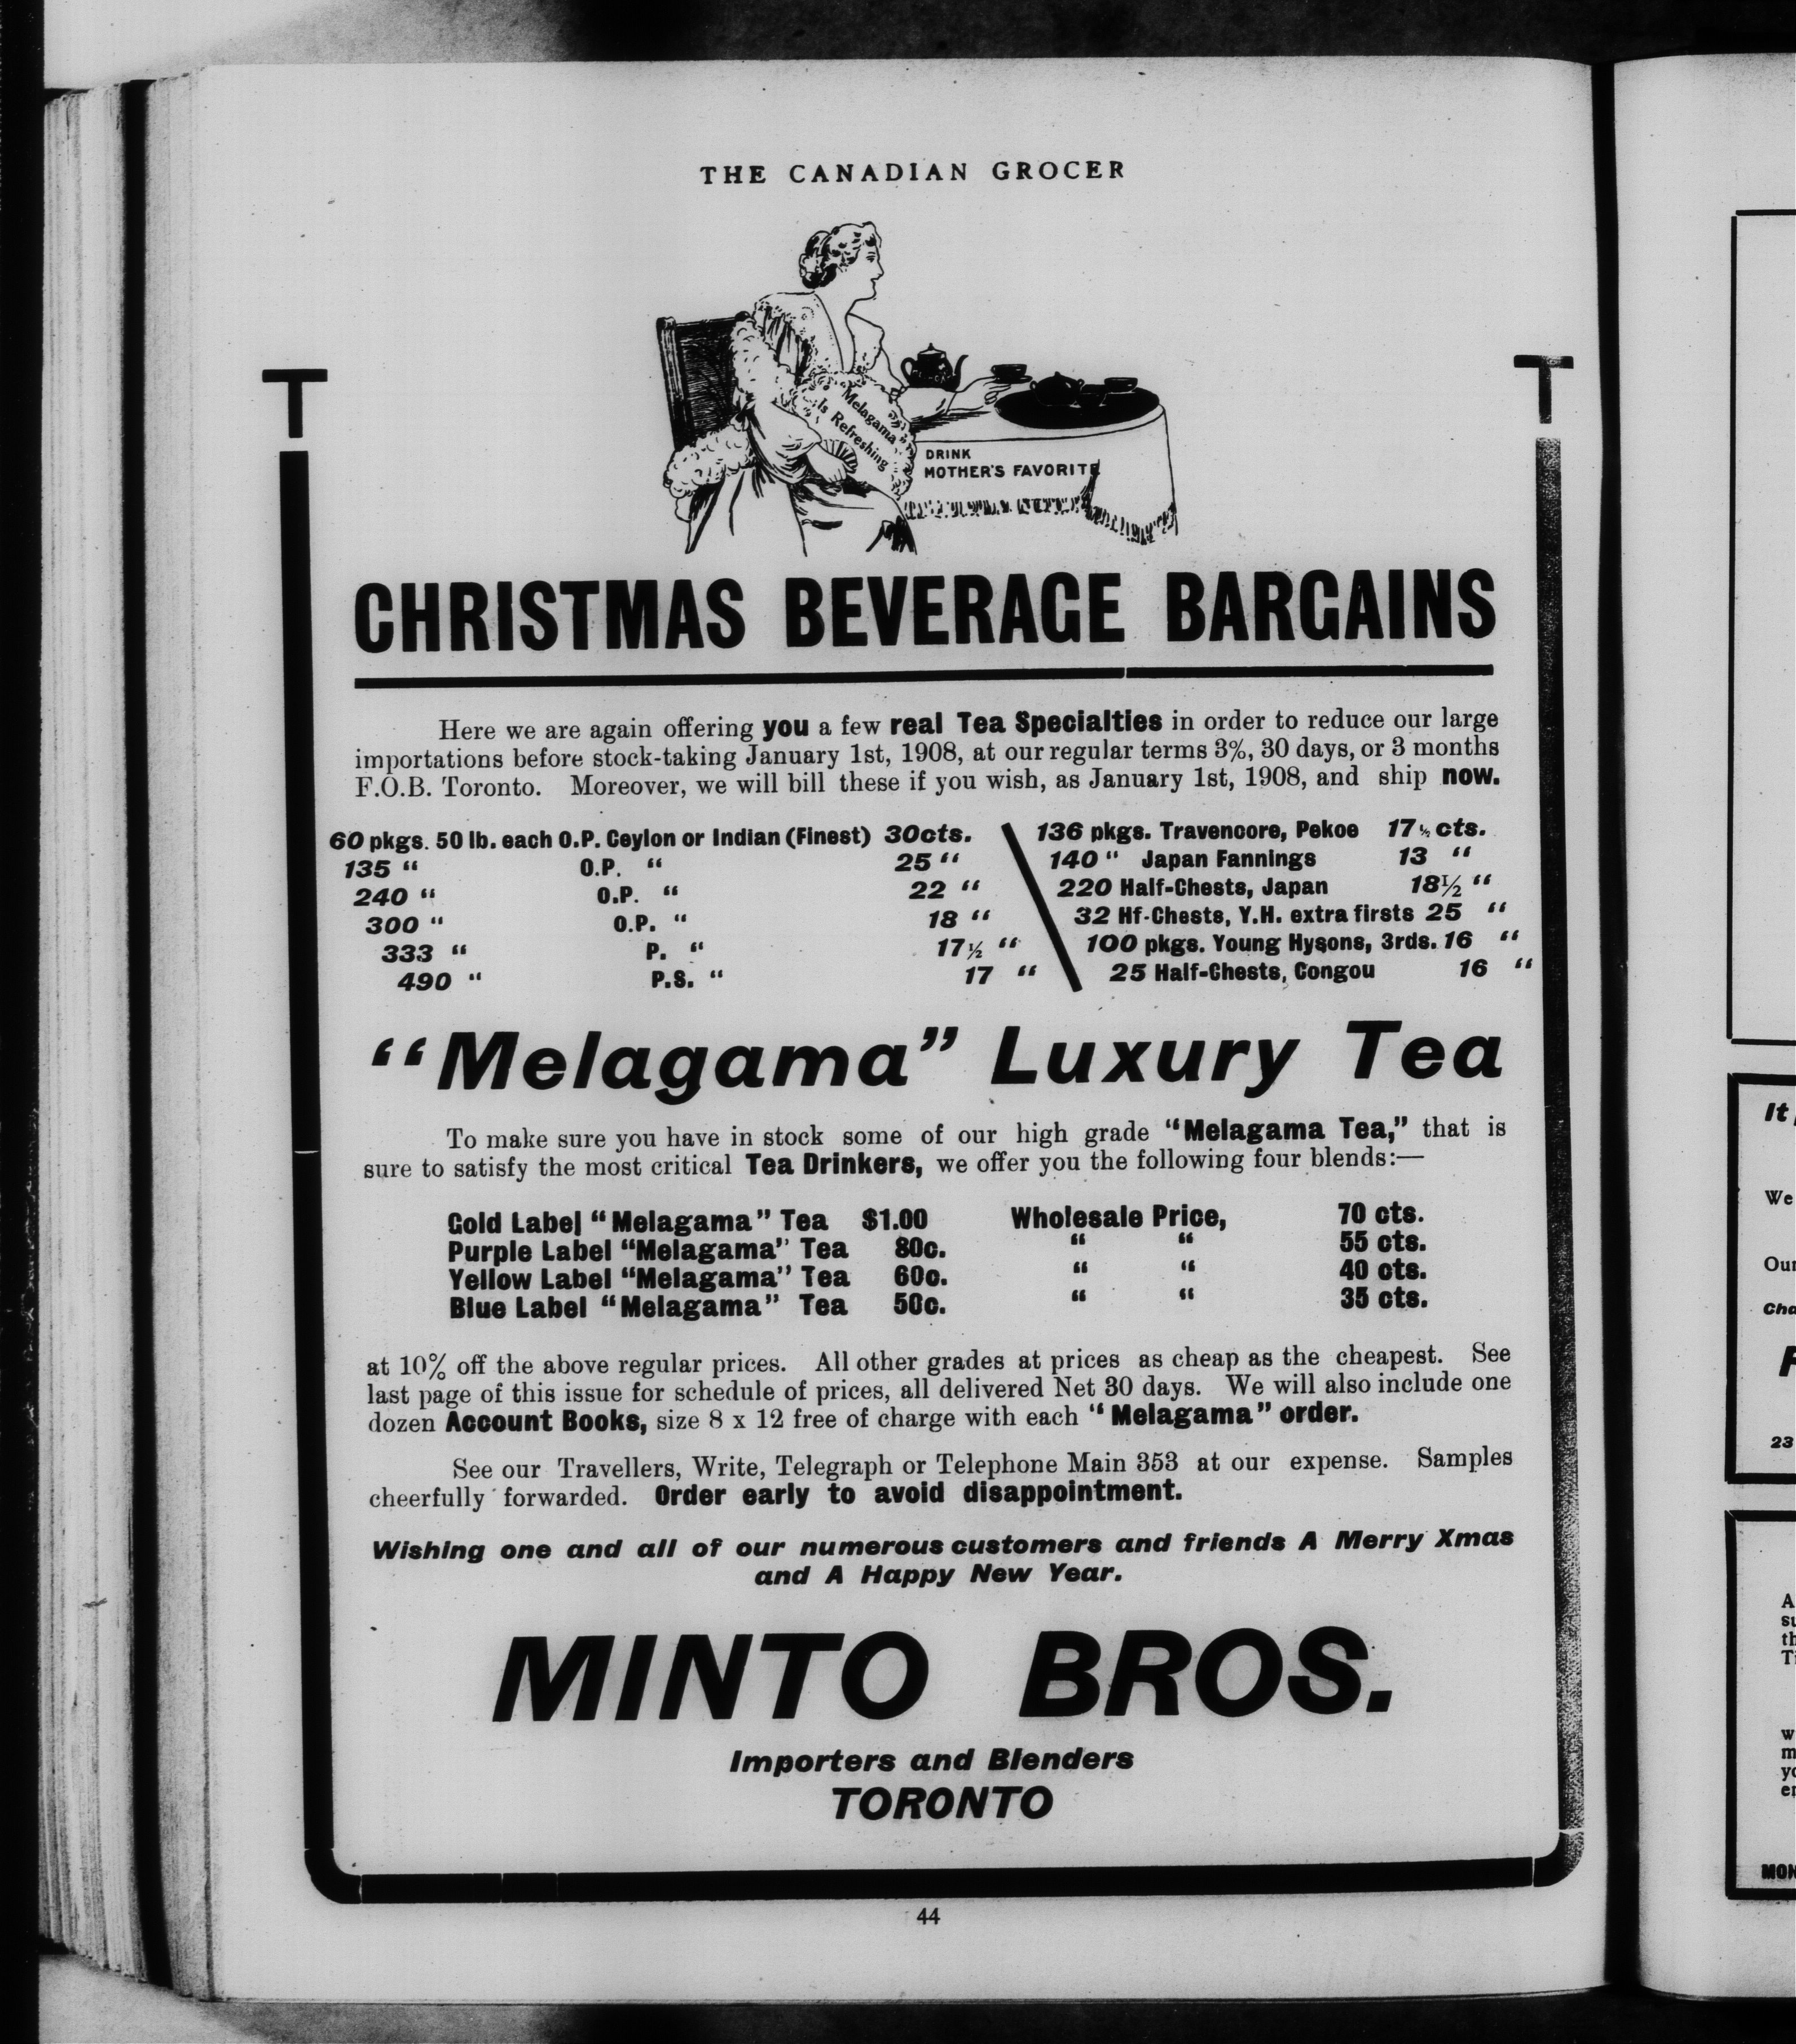 THE CANADIAN GROCER
T
T
Melagama
Is Refreshing
DRINK
MOTHER'S FAVORITE
CHRISTMAS BEVERAGE BARGAINS
Here we are again offering you a few real Tea Specialties in order to reduce our large
importations before stock-taking January 1st, 1908, at our regular terms 3%, 30 days, or 3 months
F.O.B. Toronto. Moreover, we will bill these if you wish, as January 1st, 1908, and ship now.
60 pkgs. 50 lb. each O.P. Ceylon or Indian (Finest) 30cts.
135 " O.P. " 25 "
240 " O.P. " 22 "
300 " O.P. " 18 "
333 " P. " 17½ "
490 " P.S. " 17 "
136 pkgs. Travencore, Pekoe 17½ cts.
140 " Japan Fannings 13 "
220 Half-Chests, Japan 18½ "
32 Hf-Chests, Y.H. extra firsts 25 "
100 pkgs. Young Hysons, 3rds. 16 "
25 Half-Chests, Congou 16 "
"Melagama" Luxury Tea
To make sure you have in stock some of our high grade "Melagama Tea," that is
sure to satisfy the most critical Tea Drinkers, we offer you the following four blends:—
Gold Label "Melagama" Tea $1.00 Wholesale Price, 70 cts.
Purple Label "Melagama" Tea 80c. " " 55 cts.
Yellow Label "Melagama" Tea 60c. " " 40 cts.
Blue Label "Melagama" Tea 50c. " " 35 cts.
at 10% off the above regular prices. All other grades at prices as cheap as the cheapest. See
last page of this issue for schedule of prices, all delivered Net 30 days. We will also include one
dozen Account Books, size 8 x 12 free of charge with each "Melagama" order.
See our Travellers, Write, Telegraph or Telephone Main 353 at our expense. Samples
cheerfully forwarded. Order early to avoid disappointment.
Wishing one and all of our numerous customers and friends A Merry Xmas
and A Happy New Year.
MINTO BROS.
Importers and Blenders
TORONTO
44
It
We
Our
23